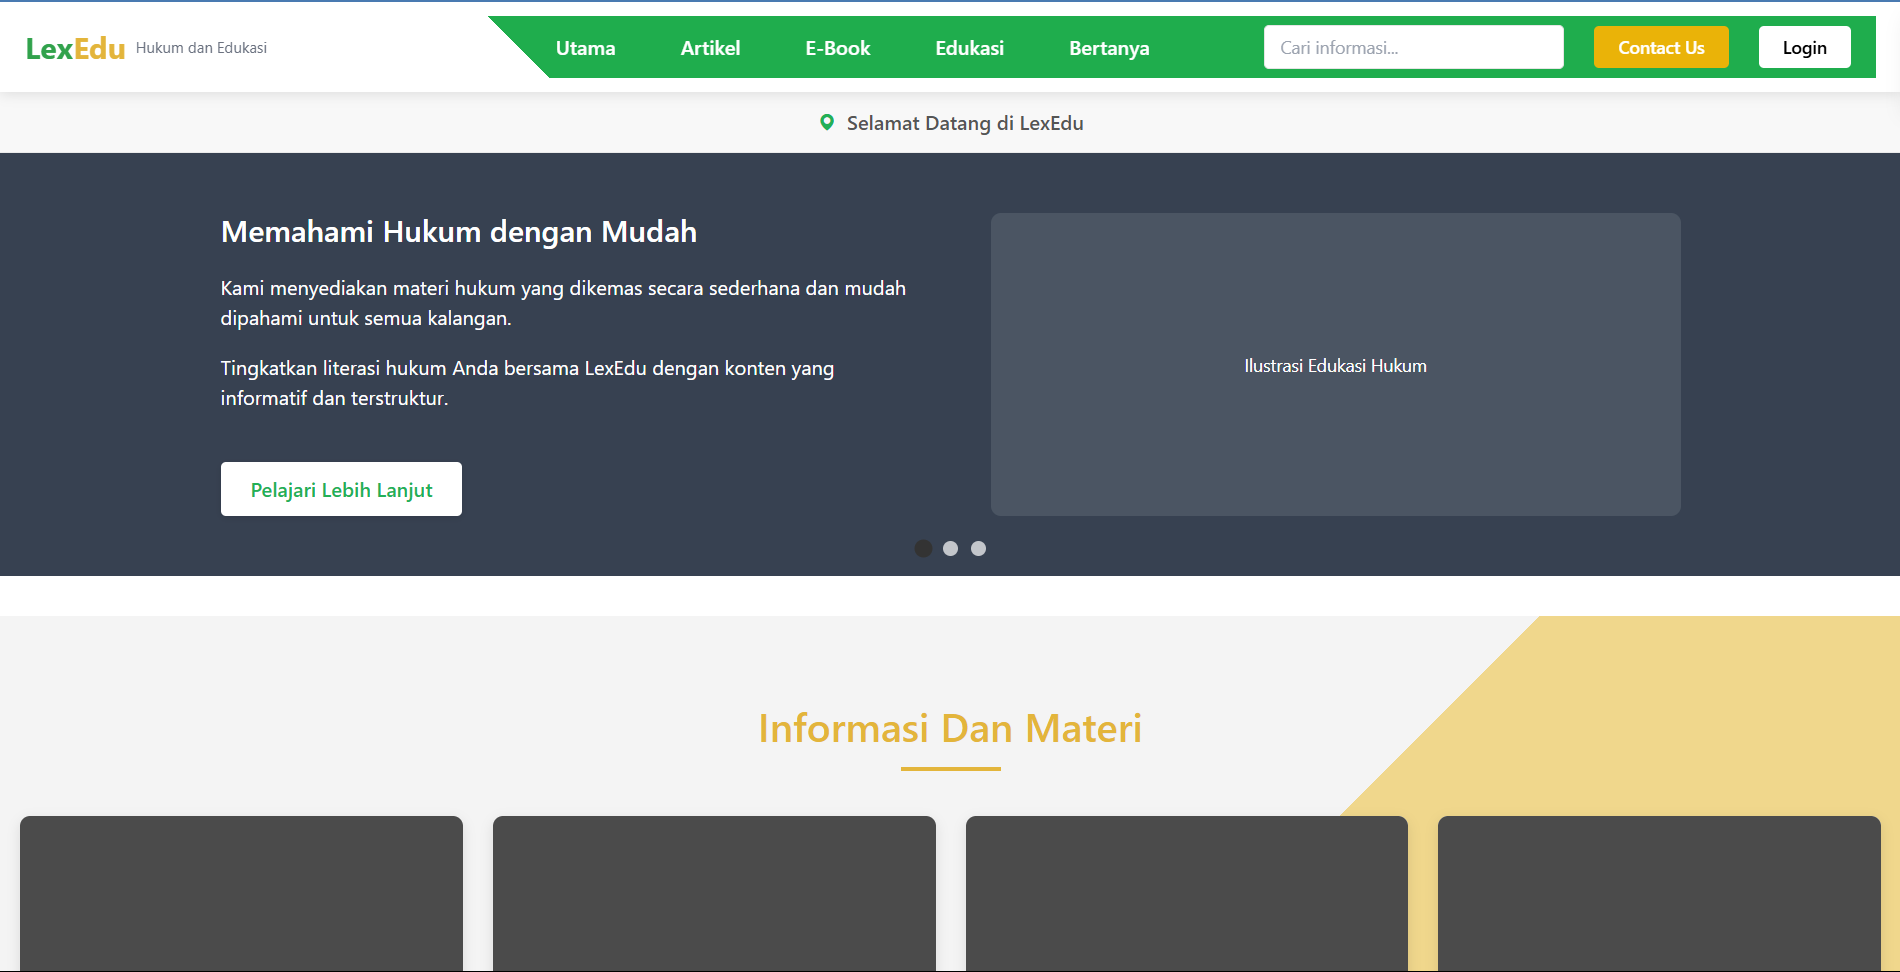 LexEdu Hukum dan Edukasi Utama Artikel E-Book Edukasi Bertanya Cari informasi... Contact Us Login
Selamat Datang di LexEdu
Memahami Hukum dengan Mudah
Kami menyediakan materi hukum yang dikemas secara sederhana dan mudah
dipahami untuk semua kalangan.
Tingkatkan literasi hukum Anda bersama LexEdu dengan konten yang
informatif dan terstruktur.
Pelajari Lebih Lanjut
Ilustrasi Edukasi Hukum
Informasi Dan Materi